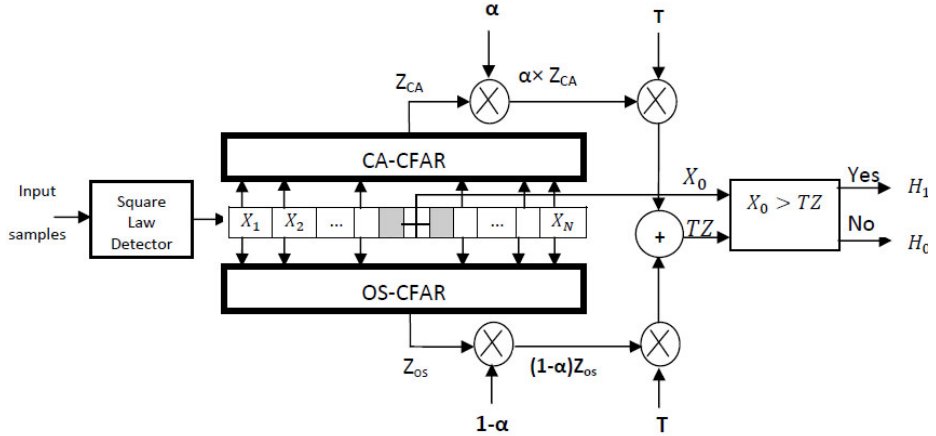 α
T
Z_CA
α× Z_CA
CA-CFAR
Input
samples
Square
Law
Detector
X_1 X_2 ... ... X_N
X_0
X_0 > TZ
Yes
H_1
No
H_0
+
TZ
OS-CFAR
Z_os
(1-α)Z_os
1-α
T